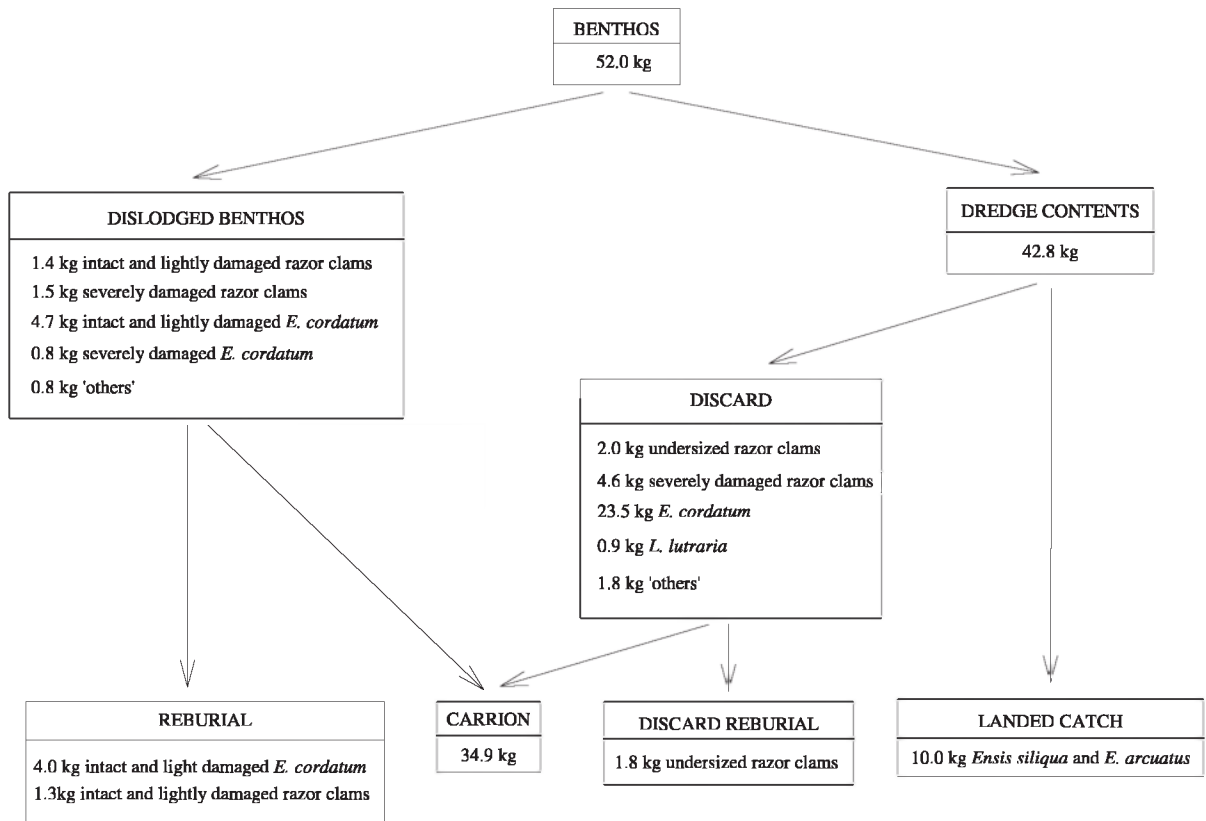 BENTHOS
52.0 kg
DISLODGED BENTHOS
1.4 kg intact and lightly damaged razor clams
1.5 kg severely damaged razor clams
4.7 kg intact and lightly damaged E. cordatum
0.8 kg severely damaged E. cordatum
0.8 kg 'others'
DREDGE CONTENTS
42.8 kg
DISCARD
2.0 kg undersized razor clams
4.6 kg severely damaged razor clams
23.5 kg E. cordatum
0.9 kg L. lutraria
1.8 kg 'others'
REBURIAL
4.0 kg intact and light damaged E. cordatum
1.3kg intact and lightly damaged razor clams
CARRION
34.9 kg
DISCARD REBURIAL
1.8 kg undersized razor clams
LANDED CATCH
10.0 kg Ensis siliqua and E. arcuatus